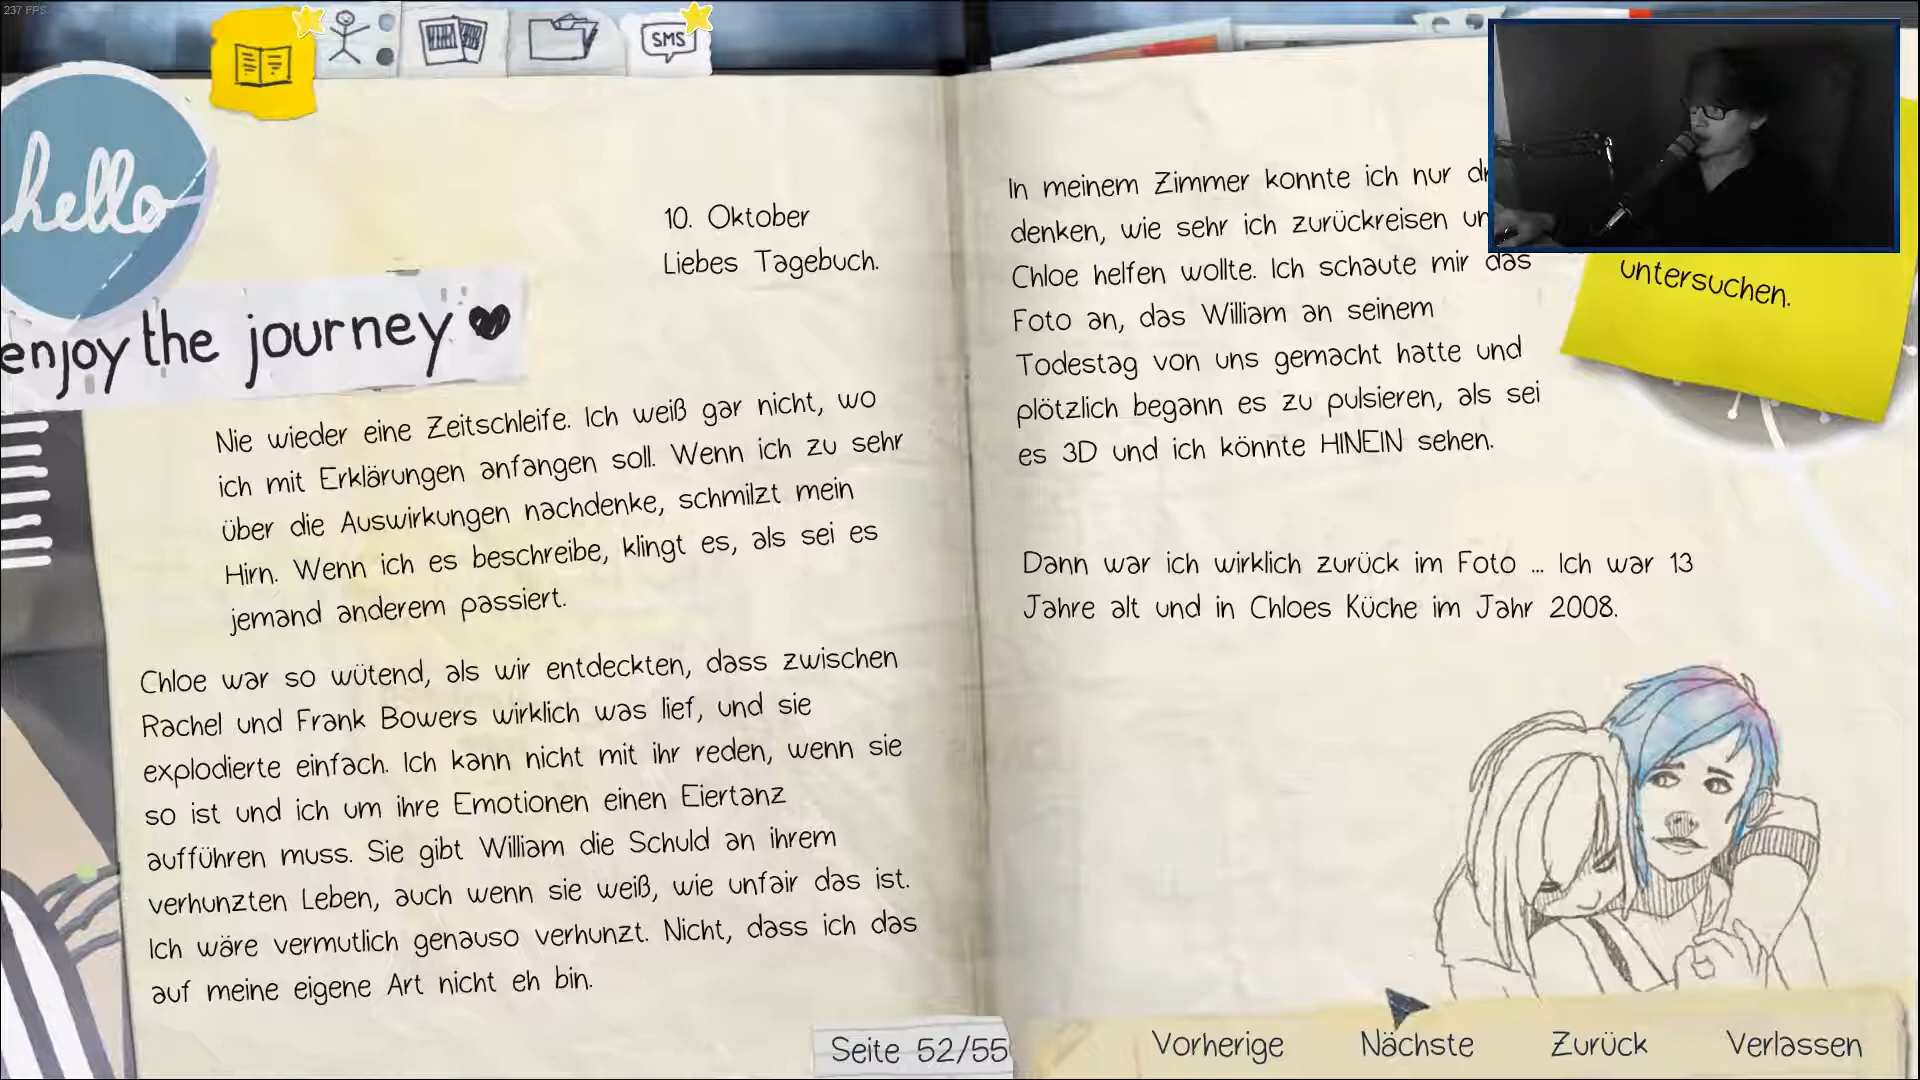 237 FPS
SMS
hello
enjoy the journey
10. Oktober
Liebes Tagebuch.
Nie wieder eine Zeitschleife. Ich weiß gar nicht, wo
ich mit Erklärungen anfangen soll. Wenn ich zu sehr
über die Auswirkungen nachdenke, schmilzt mein
Hirn. Wenn ich es beschreibe, klingt es, als sei es
jemand anderem passiert.
Chloe war so wütend, als wir entdeckten, dass zwischen
Rachel und Frank Bowers wirklich was lief, und sie
explodierte einfach. Ich kann nicht mit ihr reden, wenn sie
so ist und ich um ihre Emotionen einen Eiertanz
aufführen muss. Sie gibt William die Schuld an ihrem
verhunzten Leben, auch wenn sie weiß, wie unfair das ist.
Ich wäre vermutlich genauso verhunzt. Nicht, dass ich das
auf meine eigene Art nicht eh bin.
In meinem Zimmer konnte ich nur
denken, wie sehr ich zurückreisen
Chloe helfen wollte. Ich schaute mir das
Foto an, das William an seinem
Todestag von uns gemacht hatte und
plötzlich begann es zu pulsieren, als sei
es 3D und ich könnte HINEIN sehen.
Dann war ich wirklich zurück im Foto ... Ich war 13
Jahre alt und in Chloes Küche im Jahr 2008.
untersuchen.
Seite 52/55
Vorherige
Nächste
Zurück
Verlassen